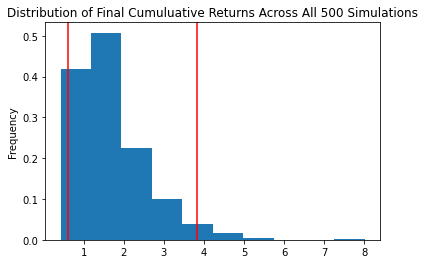 Distribution of Final Cumuluative Returns Across All 500 Simulations
Frequency
0.5
0.4
0.3
0.2
0.1
0.0
1 2 3 4 5 6 7 8